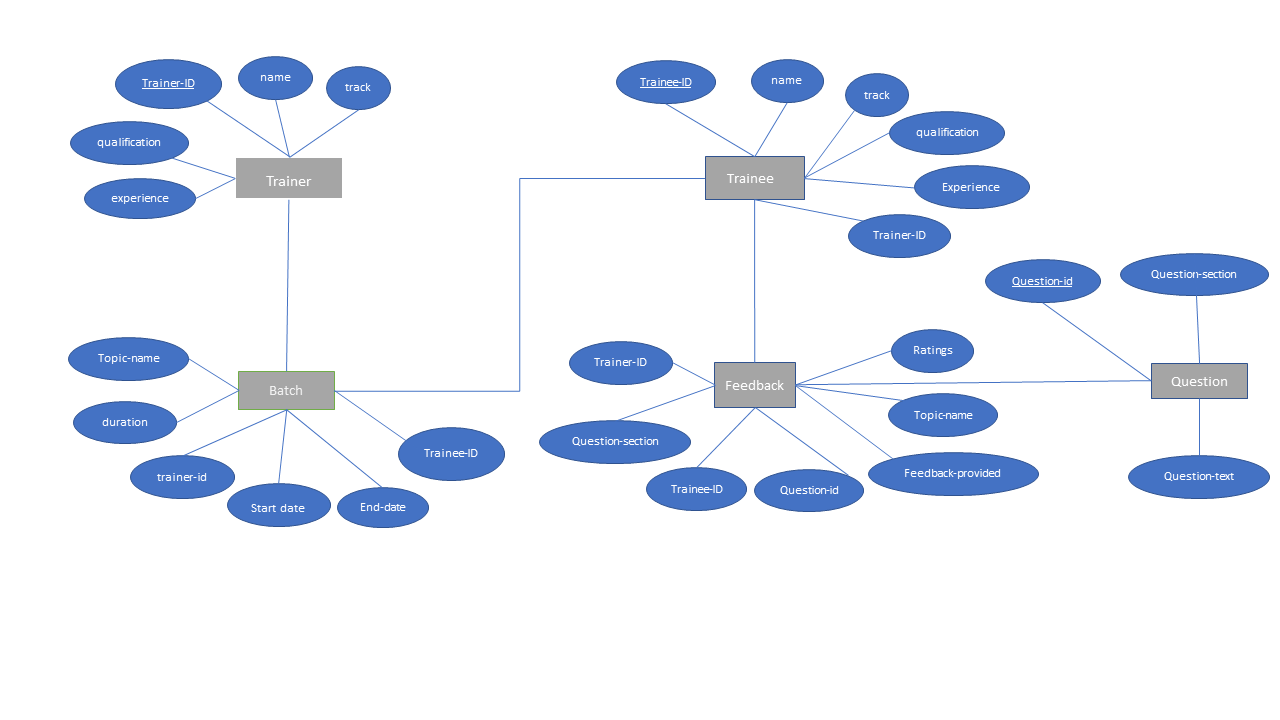 Trainer-ID
name
track
qualification
experience
Trainer
Trainee-ID
name
track
qualification
Trainee
Experience
Trainer-ID
Question-id
Question-section
Topic-name
duration
Batch
trainer-id
Start date
End-date
Trainee-ID
Trainer-ID
Question-section
Feedback
Trainee-ID
Question-id
Ratings
Topic-name
Feedback-provided
Question
Question-text